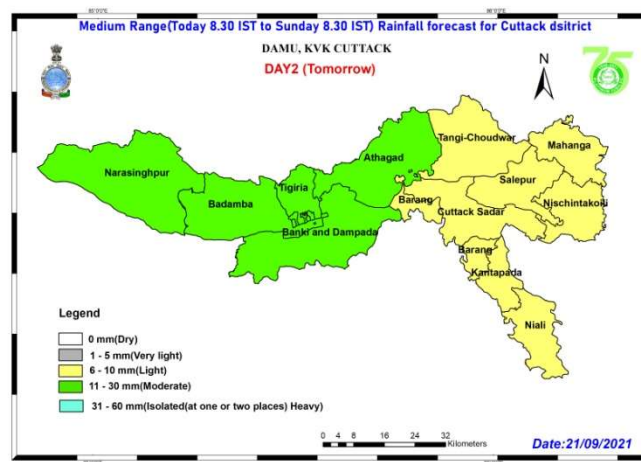 Medium Range(Today 8.30 IST to Sunday 8.30 IST) Rainfall forecast for Cuttack dsitrict
DAMU, KVK CUTTACK
DAY2 (Tomorrow)
N
75
Tangi-Choudwar
Mahanga
Athagad
Narasinghpur
Salepur
Tigiria
Badamba
Barang
Nischintakoili
Cuttack Sadar
Banki and Dampada
Barang
Kantapada
Niali
Legend
0 mm(Dry)
1 - 5 mm(Very light)
6 - 10 mm(Light)
11 - 30 mm(Moderate)
31 - 60 mm(Isolated(at one or two places) Heavy)
0 4 8 16 24 32
Kilometers
Date:21/09/2021